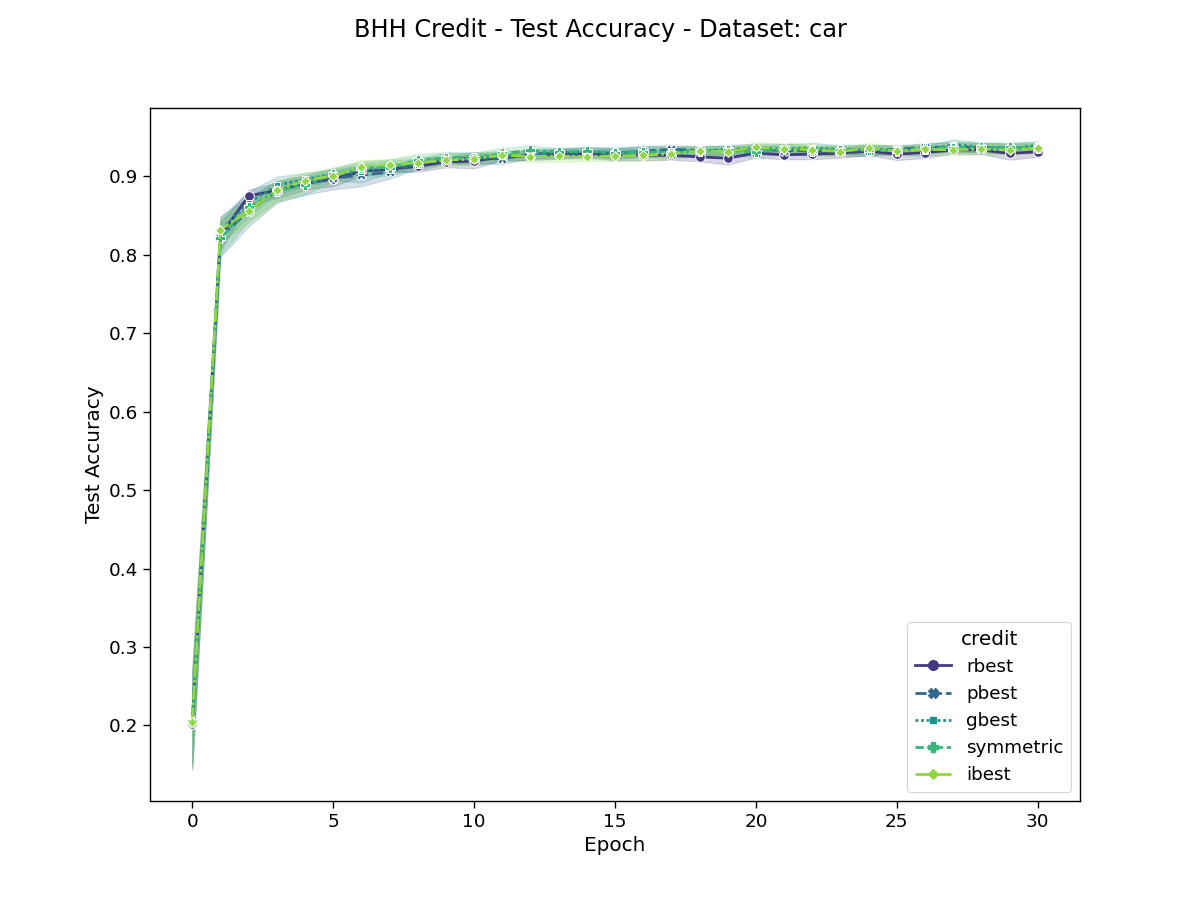 BHH Credit - Test Accuracy - Dataset: car
0.9
0.8
0.7
0.6
0.5
0.4
0.3
0.2
Test Accuracy
credit
rbest
pbest
gbest
symmetric
ibest
0 5 10 15 20 25 30
Epoch